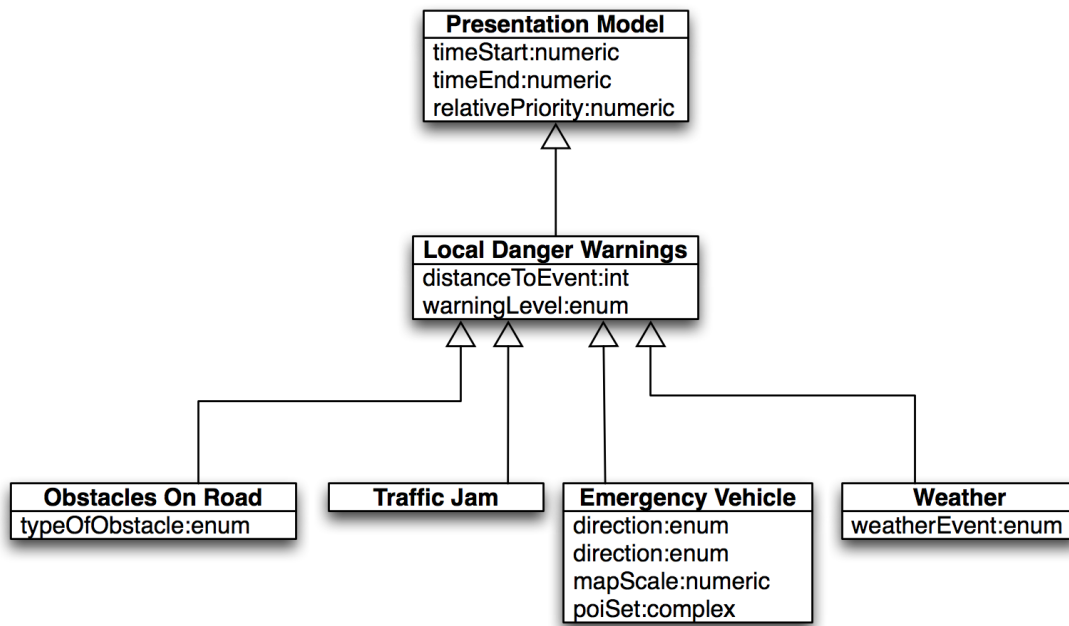 Presentation Model
timeStart:numeric
timeEnd:numeric
relativePriority:numeric
Local Danger Warnings
distanceToEvent:int
warningLevel:enum
Obstacles On Road
typeOfObstacle:enum
Traffic Jam
Emergency Vehicle
direction:enum
direction:enum
mapScale:numeric
poiSet:complex
Weather
weatherEvent:enum